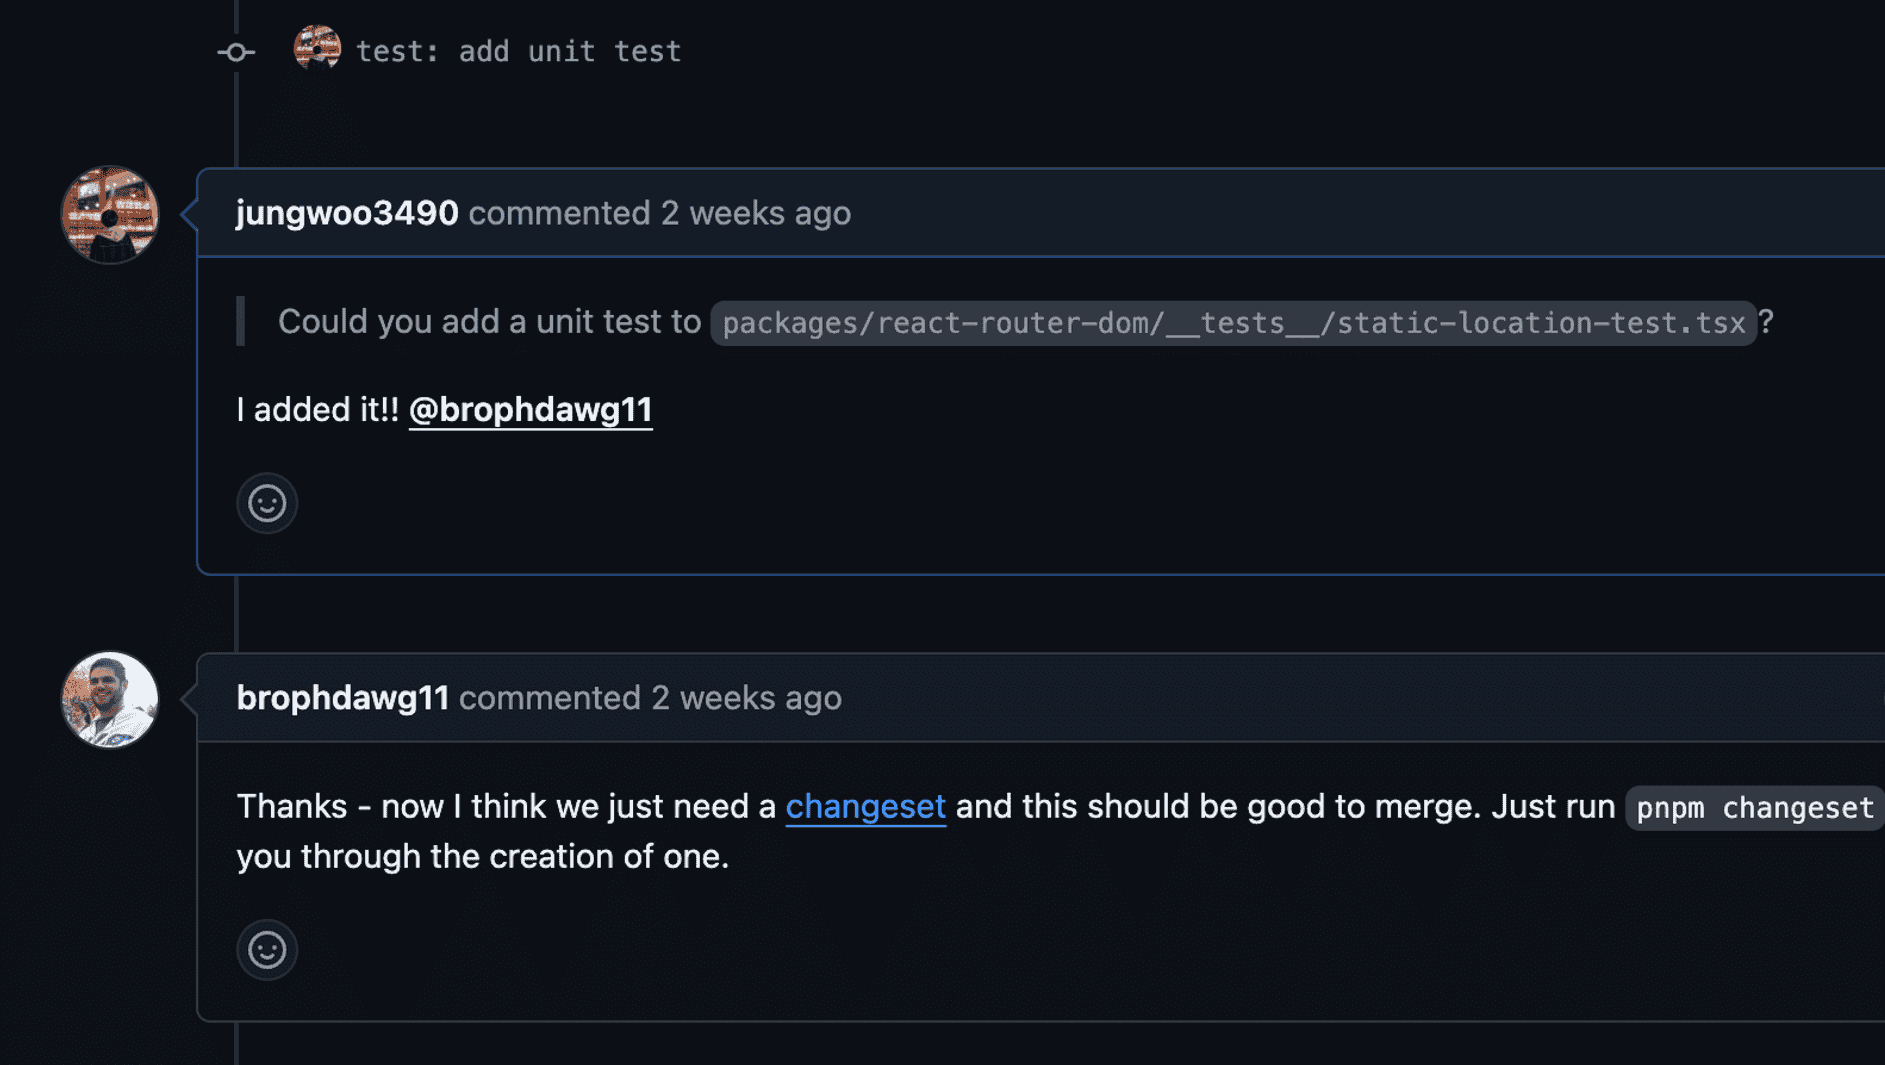 test: add unit test
jungwoo3490 commented 2 weeks ago
Could you add a unit test to packages/react-router-dom/__tests__/static-location-test.tsx?
I added it!! @brophdawg11
brophdawg11 commented 2 weeks ago
Thanks - now I think we just need a changeset and this should be good to merge. Just run pnpm changeset
you through the creation of one.